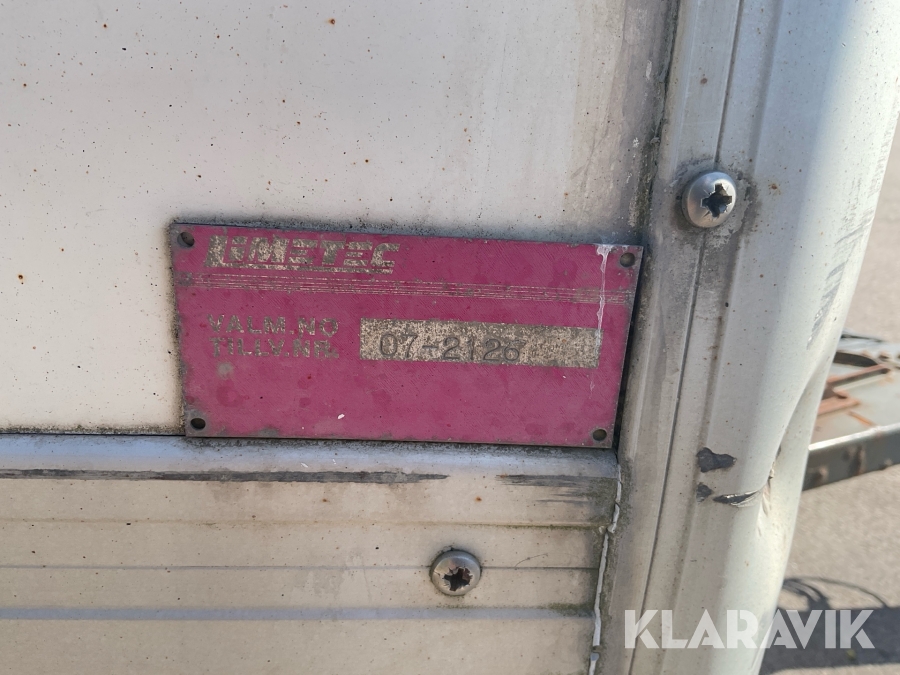 LIMETEC
VALM.NO
TILLV.NR. 07-2126
KLARAVIK